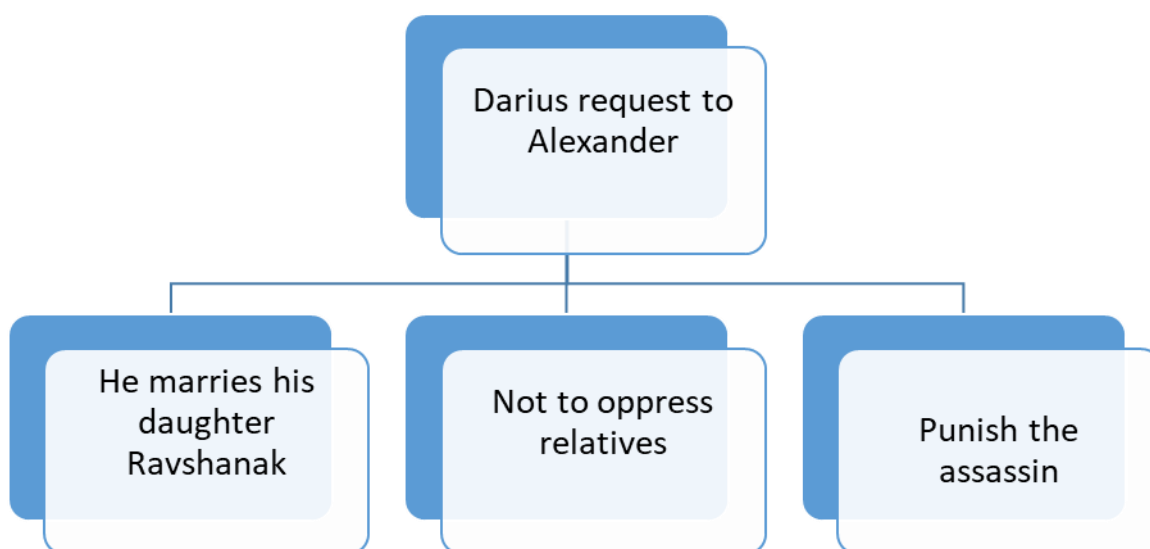 Darius request to
Alexander
He marries his
daughter
Ravshanak
Not to oppress
relatives
Punish the
assassin